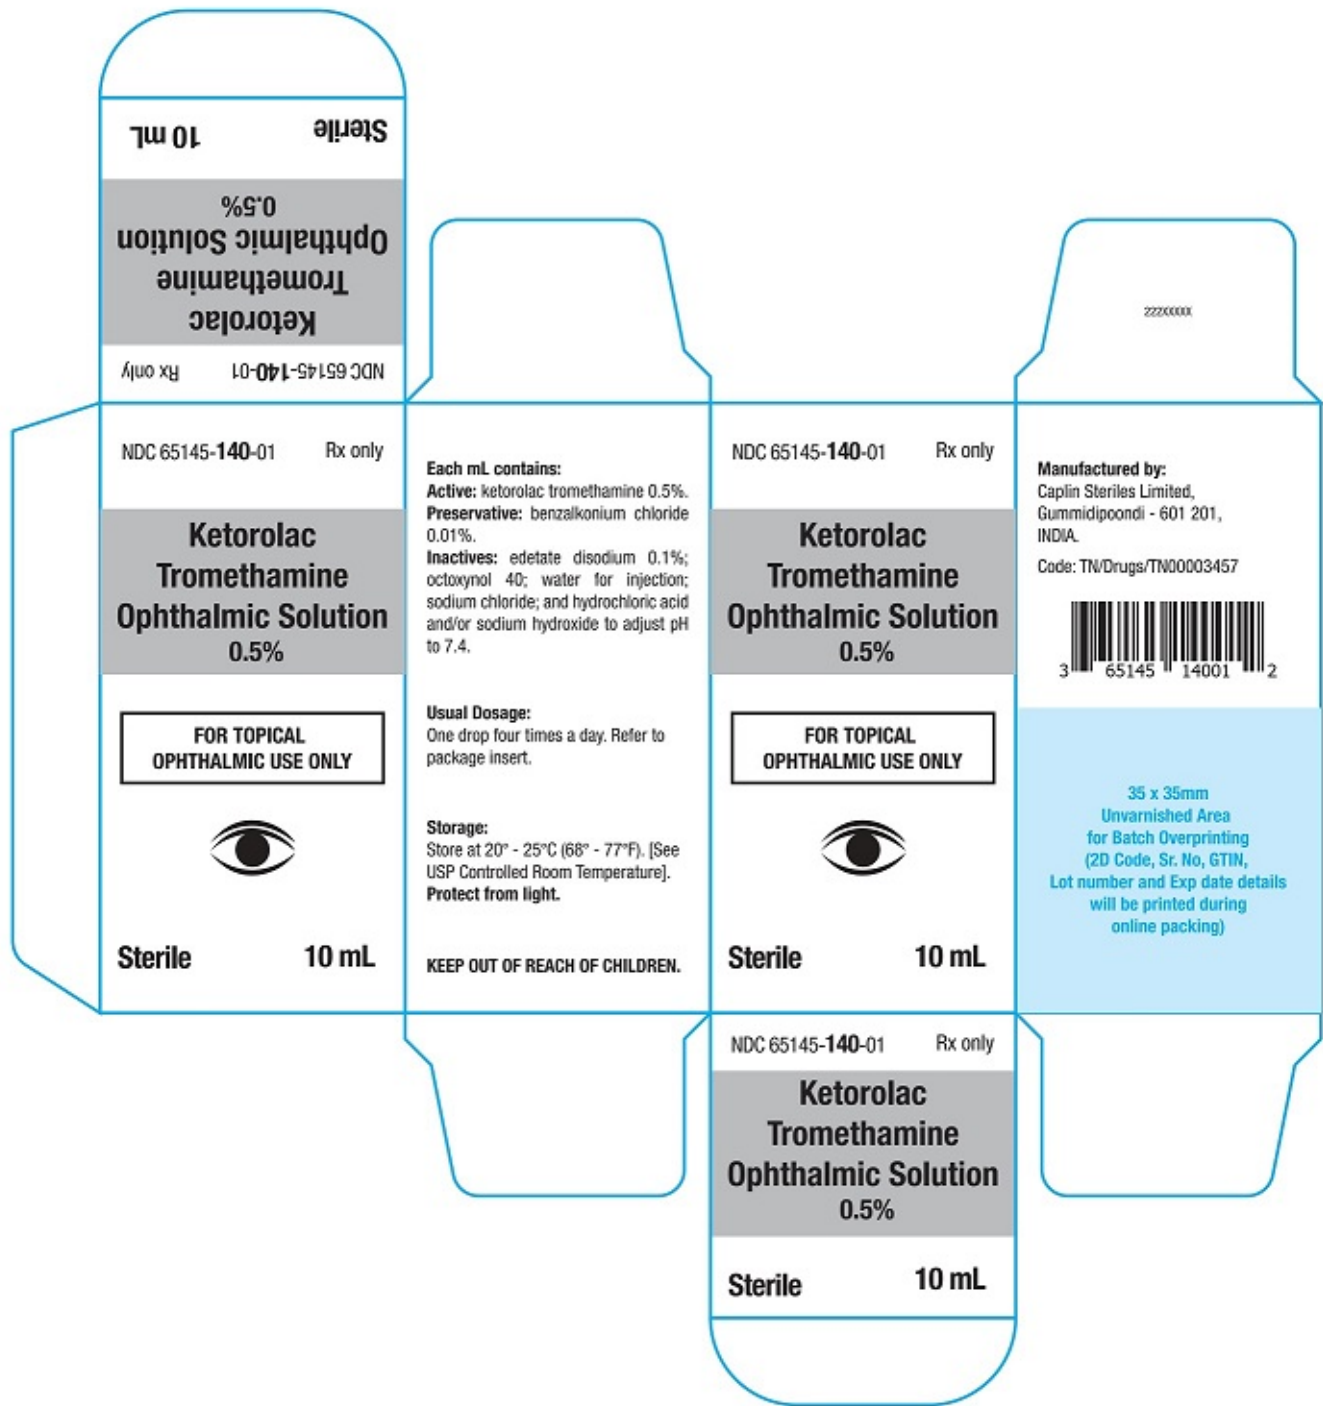 Sterile 10 mL
0.5%
Ophthalmic Solution
Tromethamine
Ketorolac
NDC 65145-140-01 Rx only
222XXXXX
NDC 65145-140-01 Rx only
Ketorolac
Tromethamine
Ophthalmic Solution
0.5%
FOR TOPICAL
OPHTHALMIC USE ONLY
Sterile 10 mL
Each mL contains:
Active: ketorolac tromethamine 0.5%.
Preservative: benzalkonium chloride
0.01%.
Inactives: edetate disodium 0.1%;
octoxynol 40; water for injection;
sodium chloride; and hydrochloric acid
and/or sodium hydroxide to adjust pH
to 7.4.
Usual Dosage:
One drop four times a day. Refer to
package insert.
Storage:
Store at 20° - 25°C (68° - 77°F). [See
USP Controlled Room Temperature].
Protect from light.
KEEP OUT OF REACH OF CHILDREN.
NDC 65145-140-01 Rx only
Ketorolac
Tromethamine
Ophthalmic Solution
0.5%
FOR TOPICAL
OPHTHALMIC USE ONLY
Sterile 10 mL
Manufactured by:
Caplin Steriles Limited,
Gummidipoondi - 601 201,
INDIA.
Code: TN/Drugs/TN00003457
3 65145 14001 2
35 x 35mm
Unvarnished Area
for Batch Overprinting
(2D Code, Sr. No, GTIN,
Lot number and Exp date details
will be printed during
online packing)
NDC 65145-140-01 Rx only
Ketorolac
Tromethamine
Ophthalmic Solution
0.5%
Sterile 10 mL